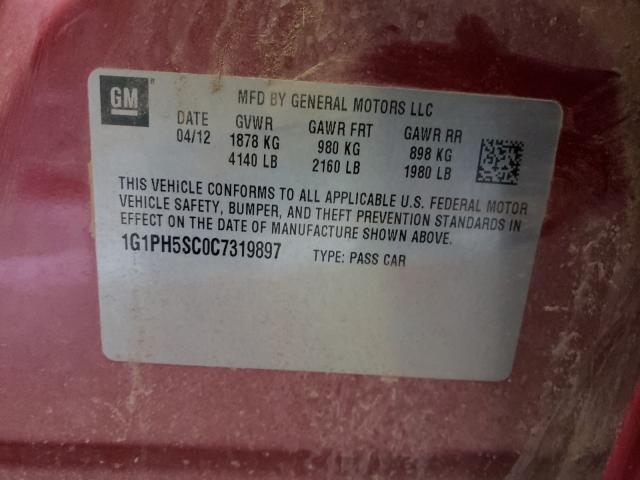 GM
MFD BY GENERAL MOTORS LLC
DATE GVWR GAWR FRT GAWR RR
04/12 1878 KG 980 KG 898 KG
4140 LB 2160 LB 1980 LB
THIS VEHICLE CONFORMS TO ALL APPLICABLE U.S. FEDERAL MOTOR
VEHICLE SAFETY, BUMPER, AND THEFT PREVENTION STANDARDS IN
EFFECT ON THE DATE OF MANUFACTURE SHOWN ABOVE.
1G1PH5SC0C7319897 TYPE: PASS CAR